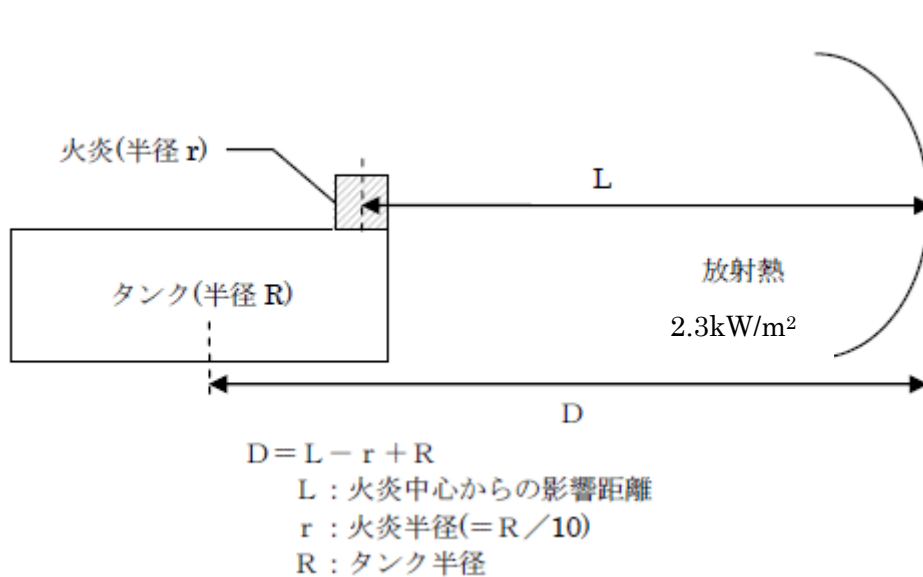 火炎(半径 r)
L
タンク(半径 R)
放射熱
2.3kW/m²
D
D=L-r+R
L:火炎中心からの影響距離
r:火炎半径(=R/10)
R:タンク半径